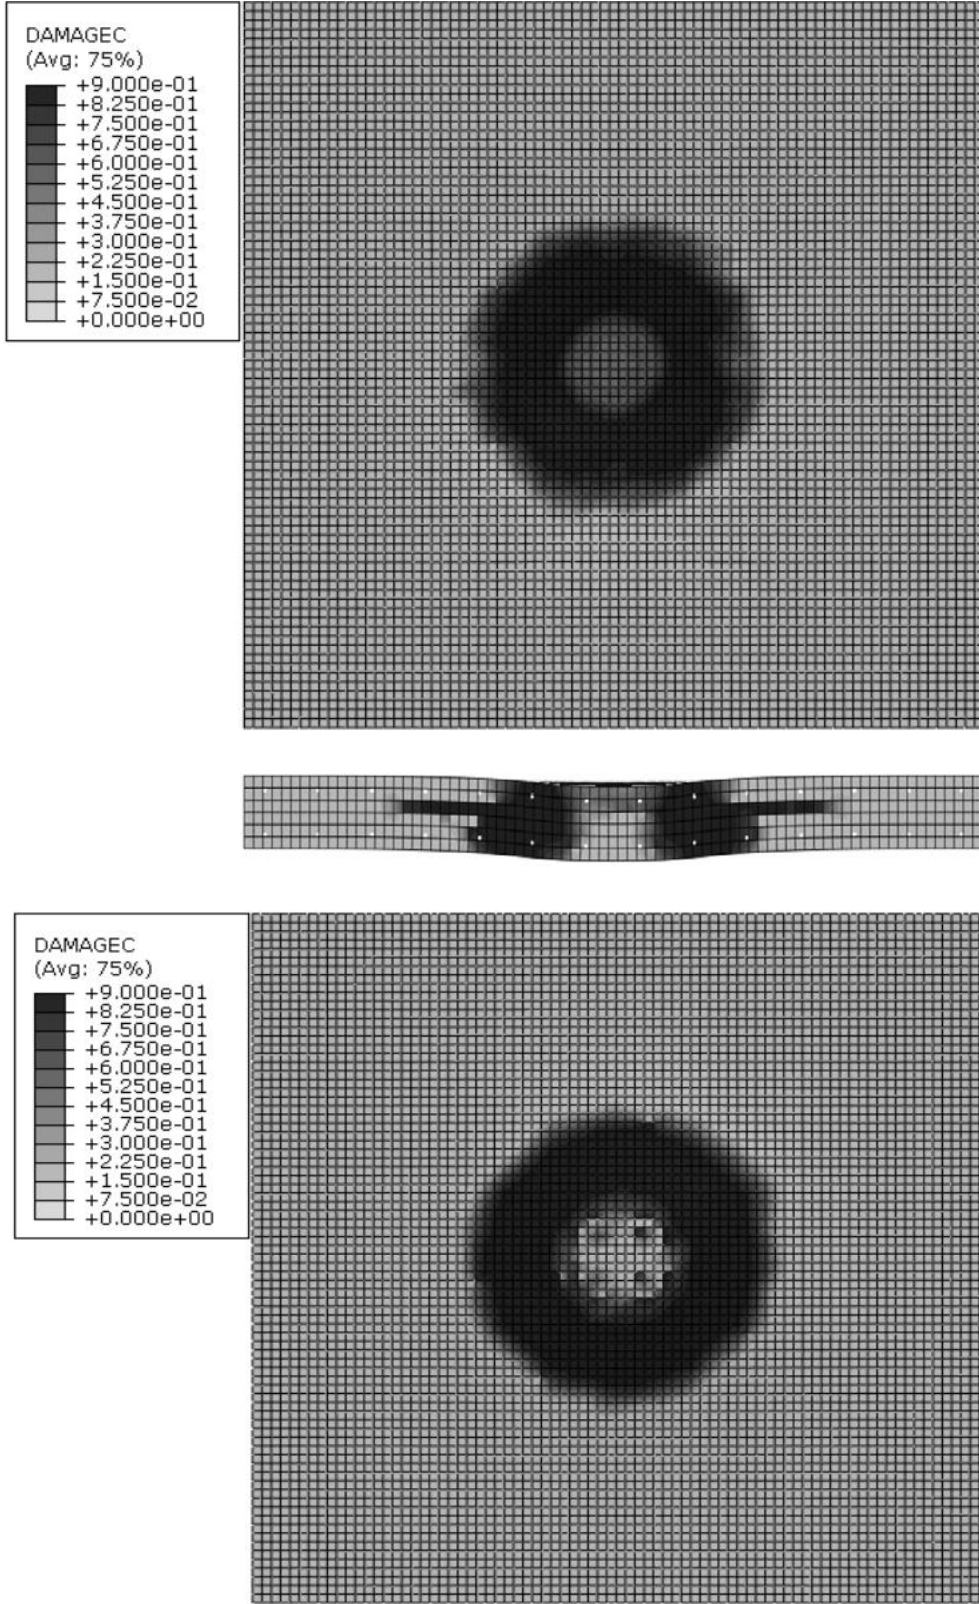 DAMAGEC
(Avg: 75%)
+9.000e-01
+8.250e-01
+7.500e-01
+6.750e-01
+6.000e-01
+5.250e-01
+4.500e-01
+3.750e-01
+3.000e-01
+2.250e-01
+1.500e-01
+7.500e-02
+0.000e+00
DAMAGEC
(Avg: 75%)
+9.000e-01
+8.250e-01
+7.500e-01
+6.750e-01
+6.000e-01
+5.250e-01
+4.500e-01
+3.750e-01
+3.000e-01
+2.250e-01
+1.500e-01
+7.500e-02
+0.000e+00